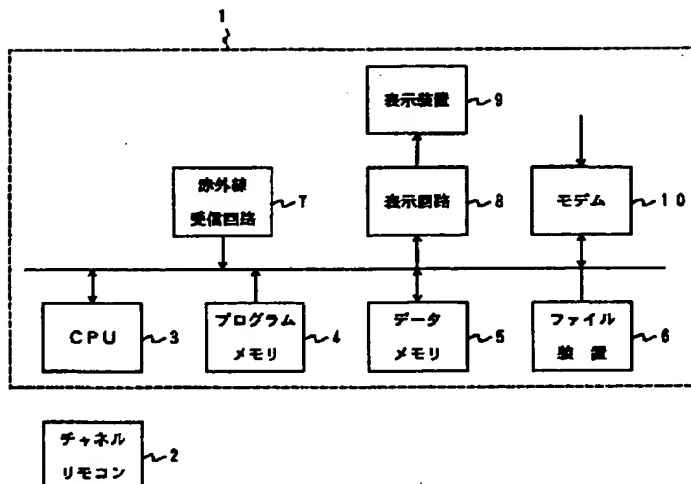 1
表示装置
9
赤外線
受信回路
7
表示回路
8
モデム
10
CPU
3
プログラム
メモリ
4
データ
メモリ
5
ファイル
装置
6
チャネル
リモコン
2